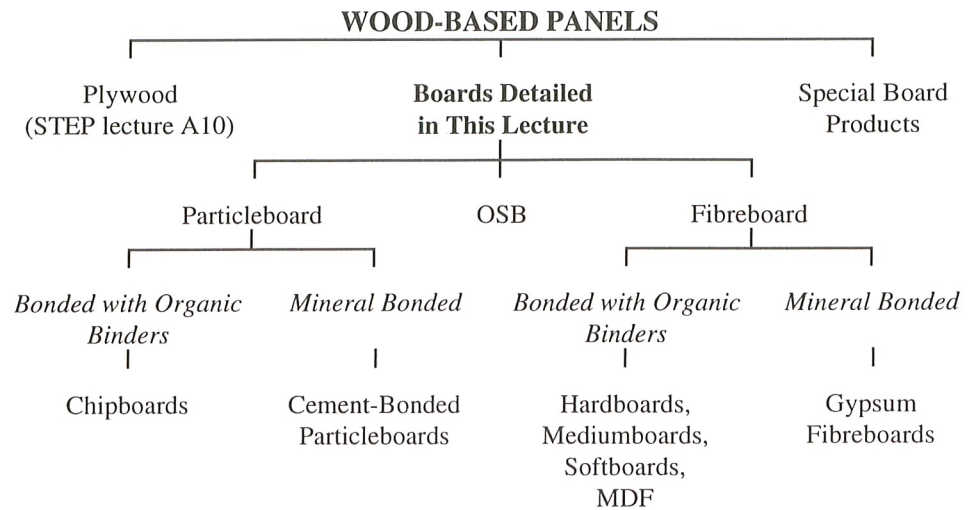 WOOD-BASED PANELS
Plywood
(STEP lecture A10)
Boards Detailed
in This Lecture
Special Board
Products
Particleboard
OSB
Fibreboard
Bonded with Organic
Binders
Mineral Bonded
Bonded with Organic
Binders
Mineral Bonded
Chipboards
Cement-Bonded
Particleboards
Hardboards,
Mediumboards,
Softboards,
MDF
Gypsum
Fibreboards